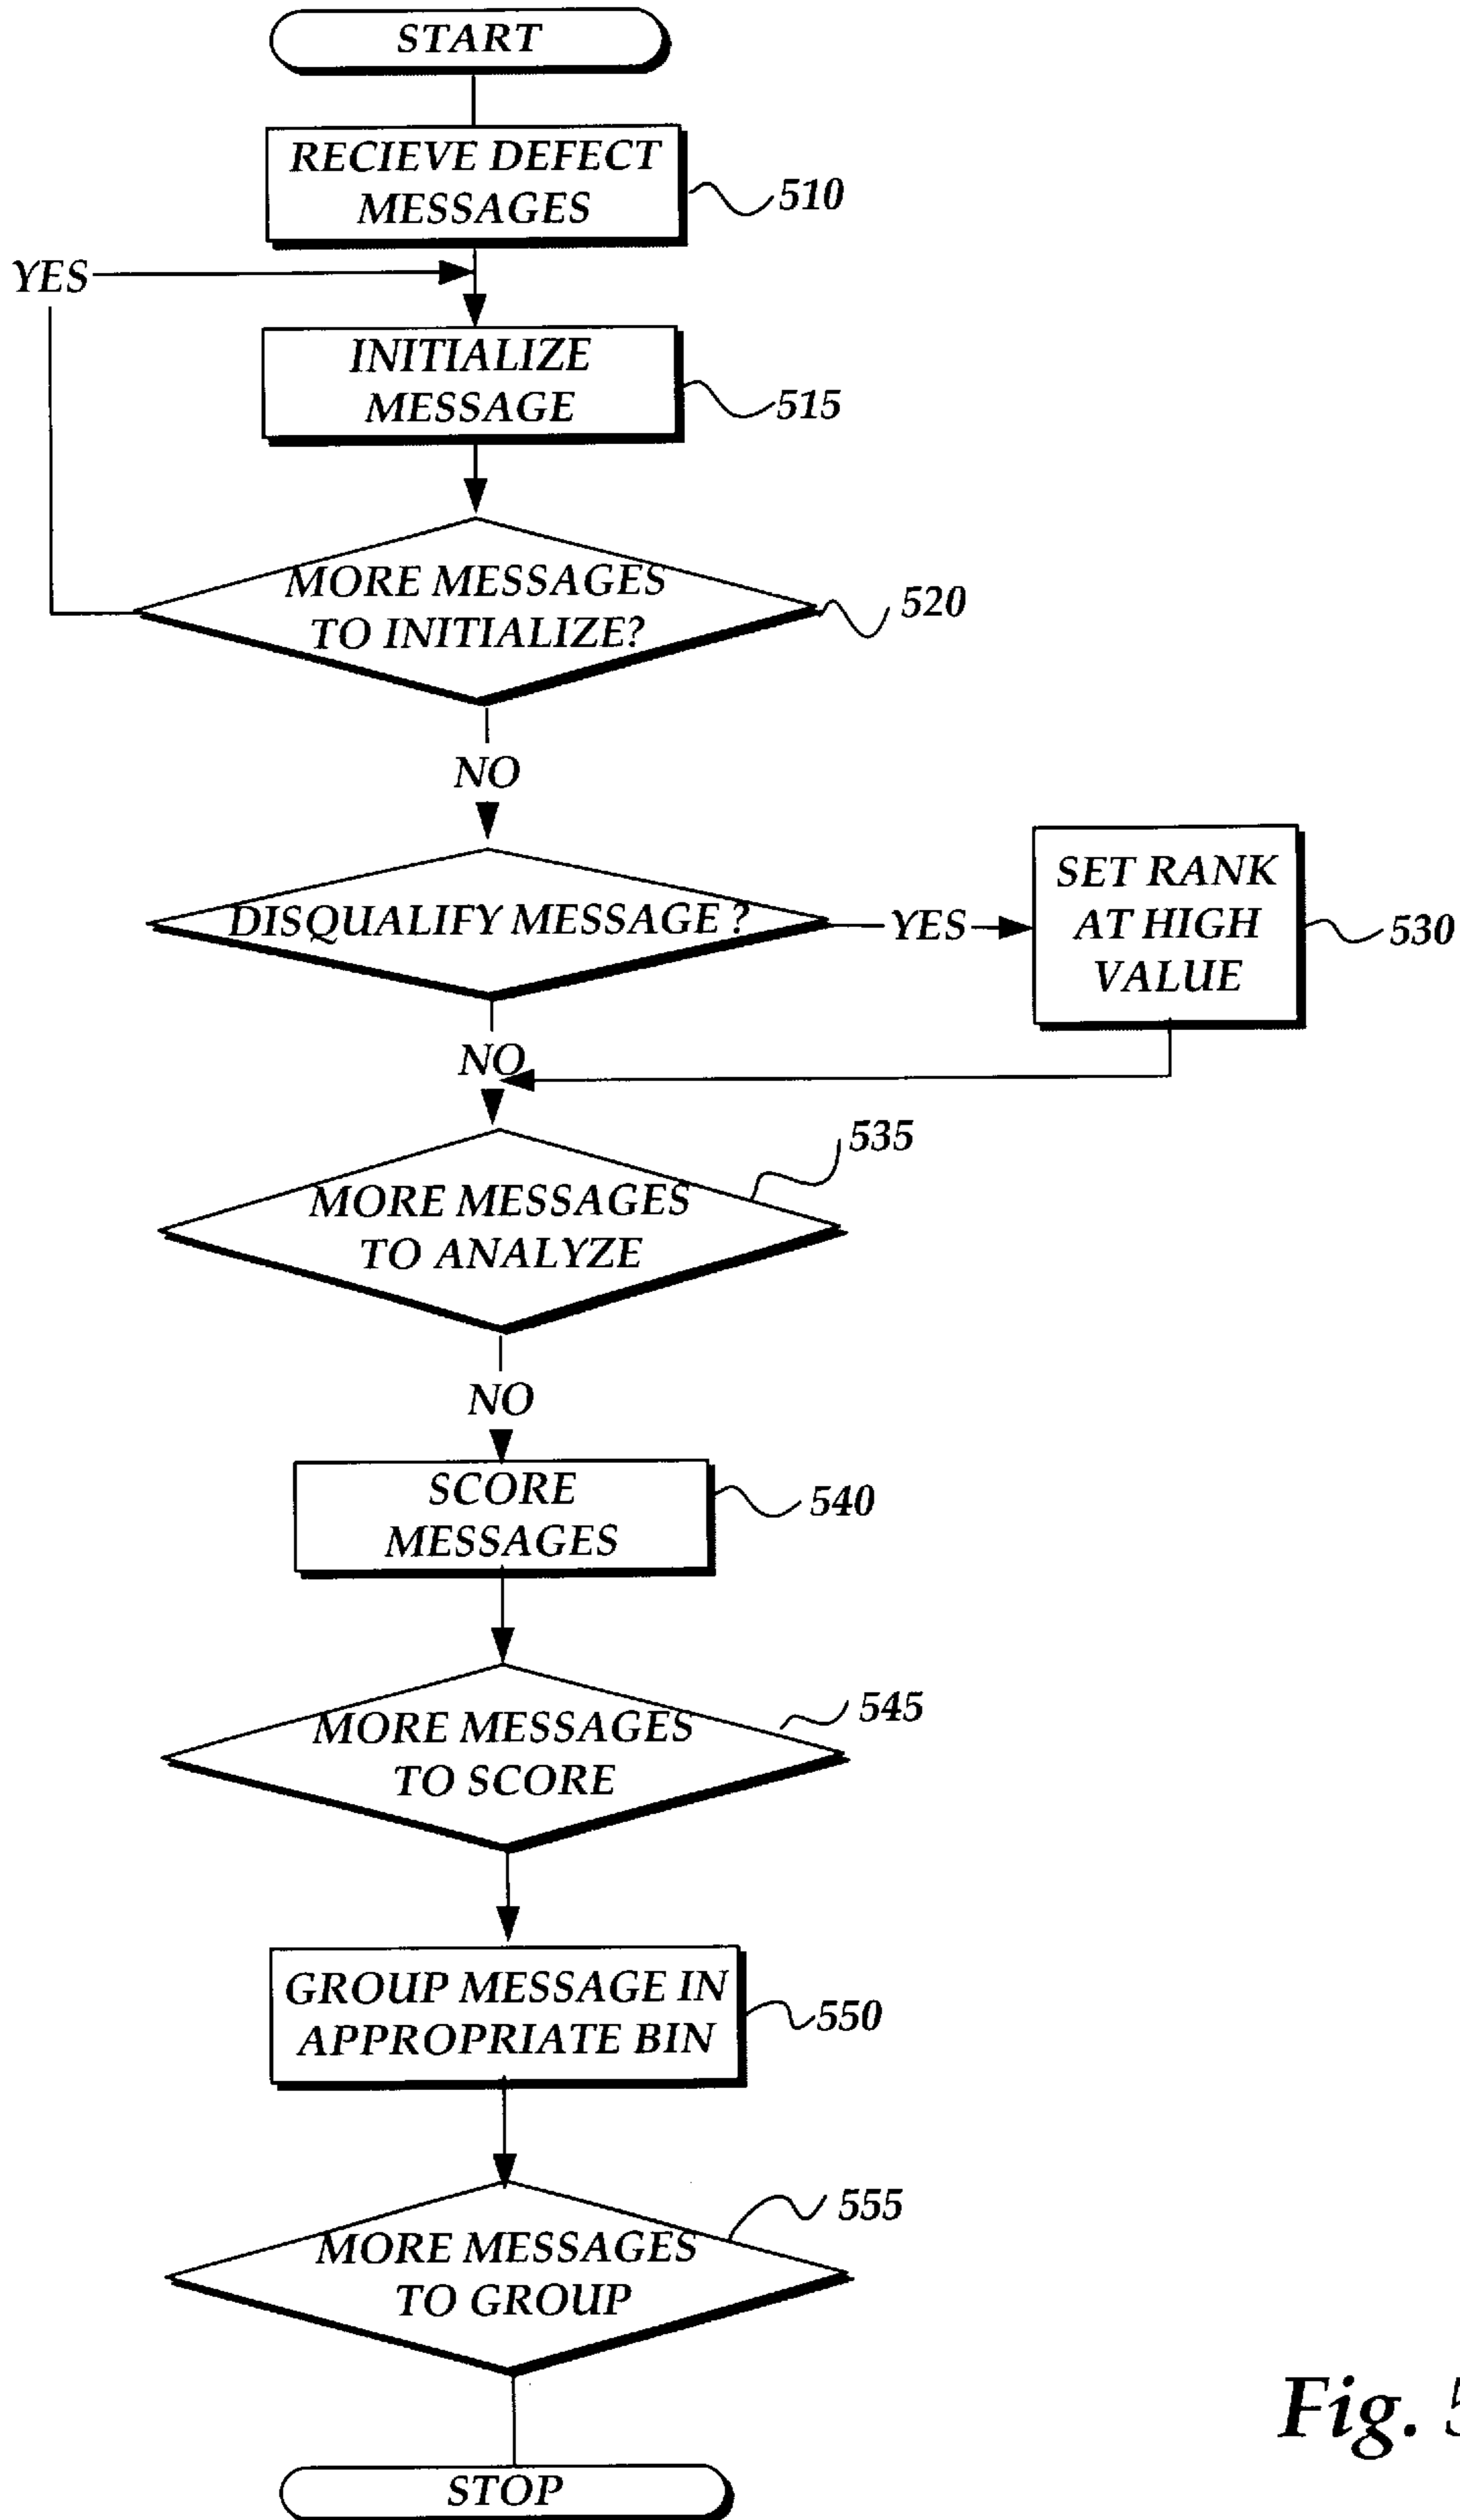 START
RECIEVE DEFECT
MESSAGES
510
YES
INITIALIZE
MESSAGE
515
MORE MESSAGES
TO INITIALIZE?
520
NO
DISQUALIFY MESSAGE ?
YES
SET RANK
AT HIGH
VALUE
530
NO
535
MORE MESSAGES
TO ANALYZE
NO
SCORE
MESSAGES
540
545
MORE MESSAGES
TO SCORE
GROUP MESSAGE IN
APPROPRIATE BIN
550
555
MORE MESSAGES
TO GROUP
Fig. 5
STOP